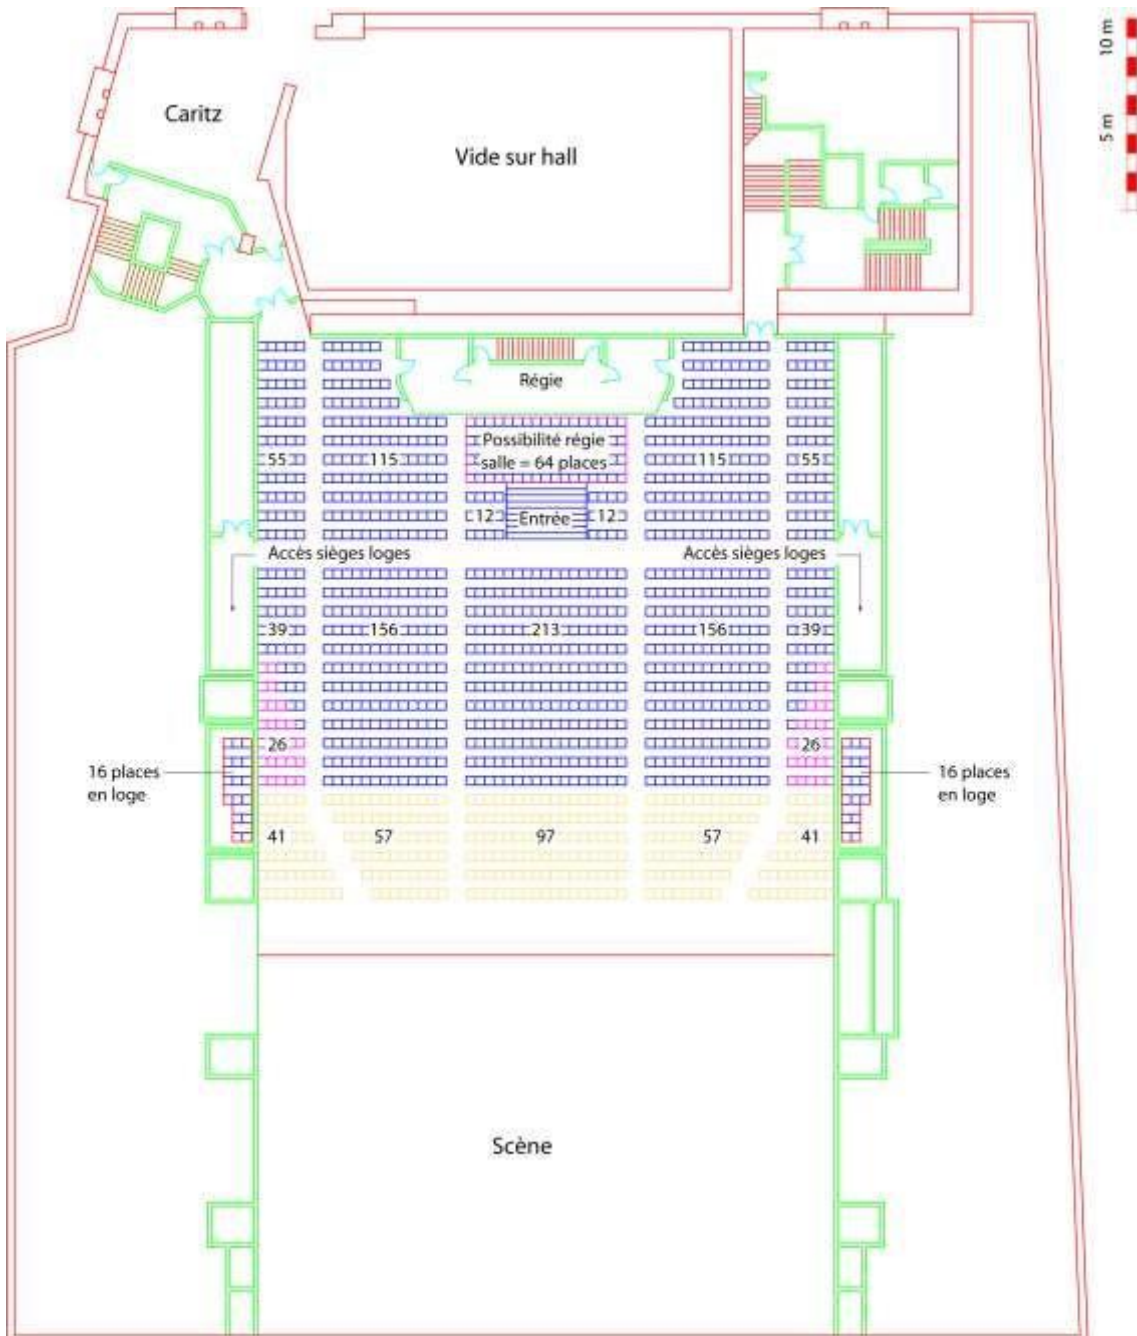 10 m
5 m
Caritz
Vide sur hall
Régie
Possibilité régie
salle = 64 places
55
115
115
55
12
Entrée
12
Accès sièges loges
Accès sièges loges
39
156
213
156
39
26
26
16 places
en loge
16 places
en loge
41
57
97
57
41
Scène